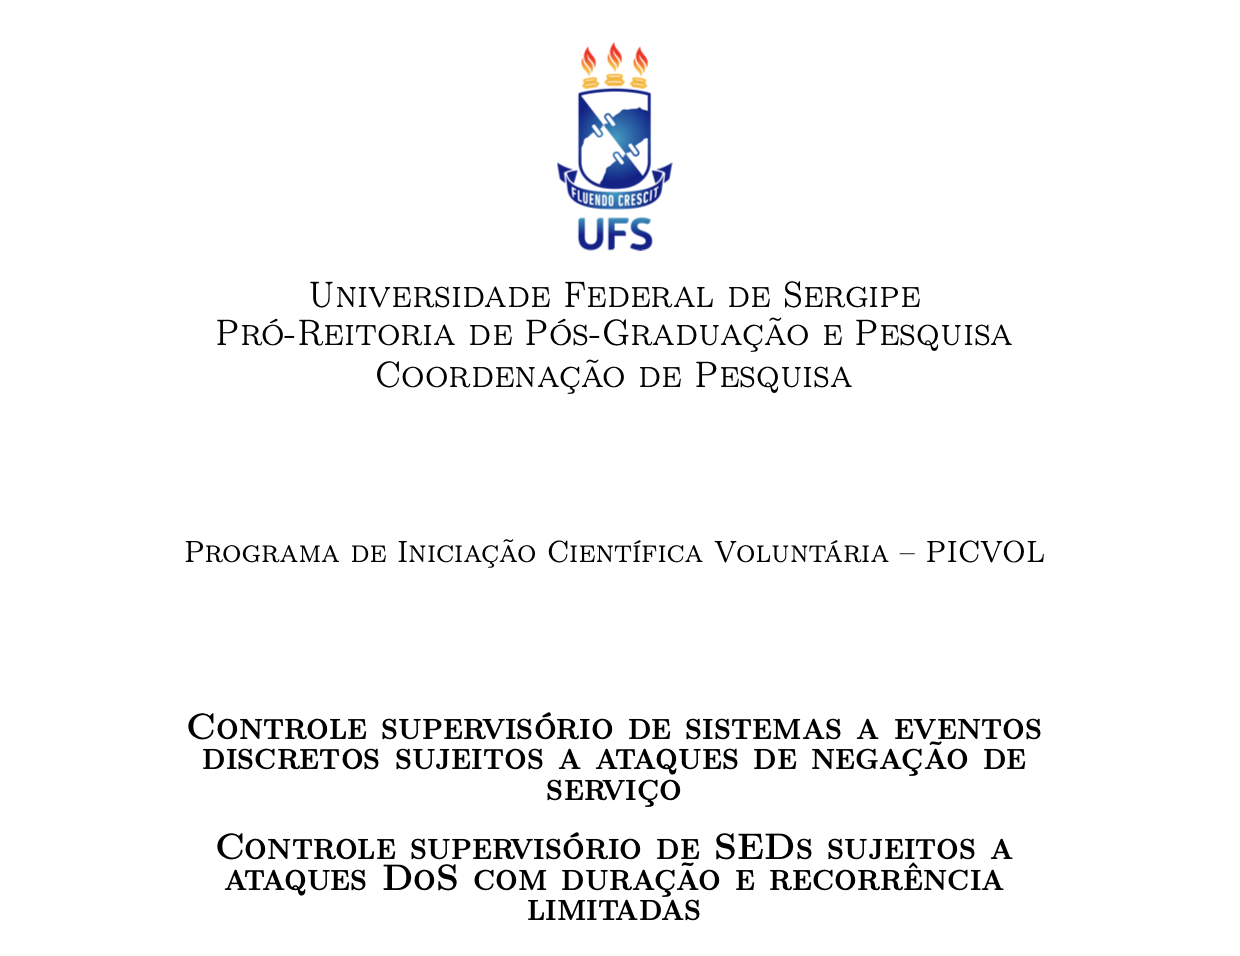 FLUENDO CRESCIT
UFS
Universidade Federal de Sergipe
Pró-Reitoria de Pós-Graduação e Pesquisa
Coordenação de Pesquisa
Programa de Iniciação Científica Voluntária – PICVOL
Controle supervisório de sistemas a eventos
discretos sujeitos a ataques de negação de
serviço
Controle supervisório de SEDs sujeitos a
ataques DoS com duração e recorrência
limitadas